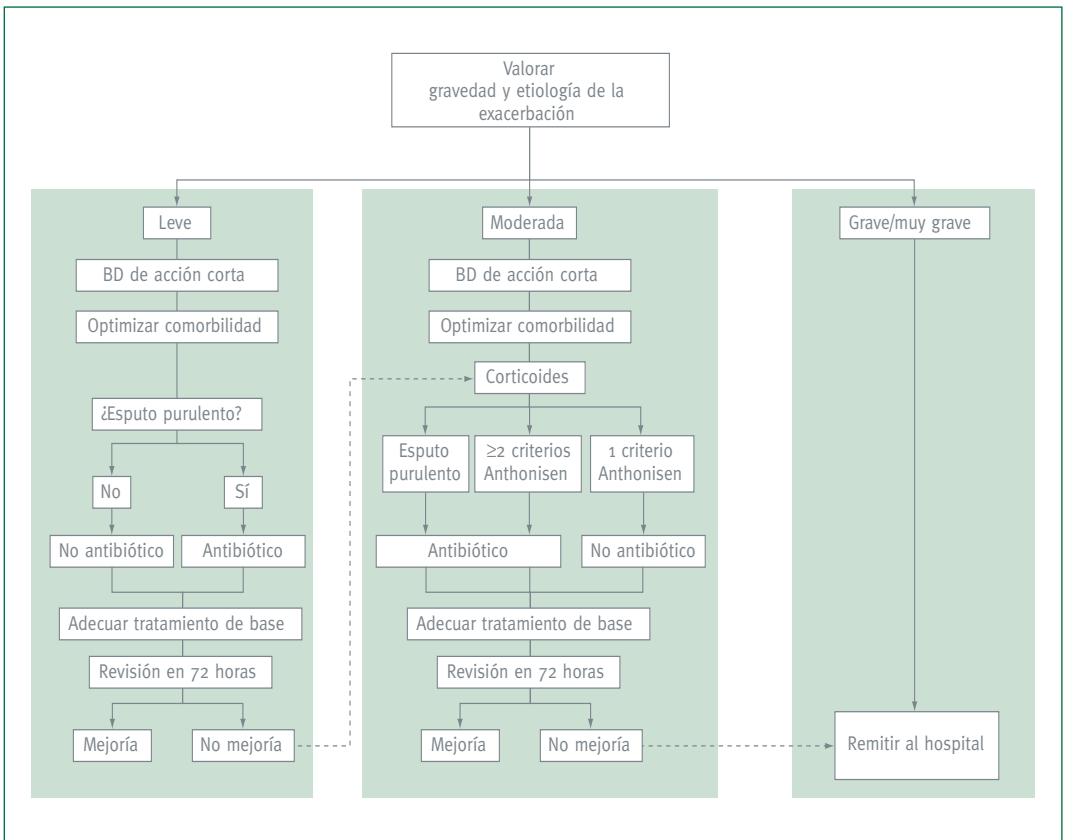 Valorar
gravedad y etiología de la
exacerbación
Leve
BD de acción corta
Optimizar comorbilidad
¿Esputo purulento?
No
Sí
No antibiótico
Antibiótico
Adecuar tratamiento de base
Revisión en 72 horas
Mejoría
No mejoría
Moderada
BD de acción corta
Optimizar comorbilidad
Corticoides
Esputo
purulento
≥2 criterios
Anthonisen
1 criterio
Anthonisen
Antibiótico
No antibiótico
Adecuar tratamiento de base
Revisión en 72 horas
Mejoría
No mejoría
Grave/muy grave
Remitir al hospital